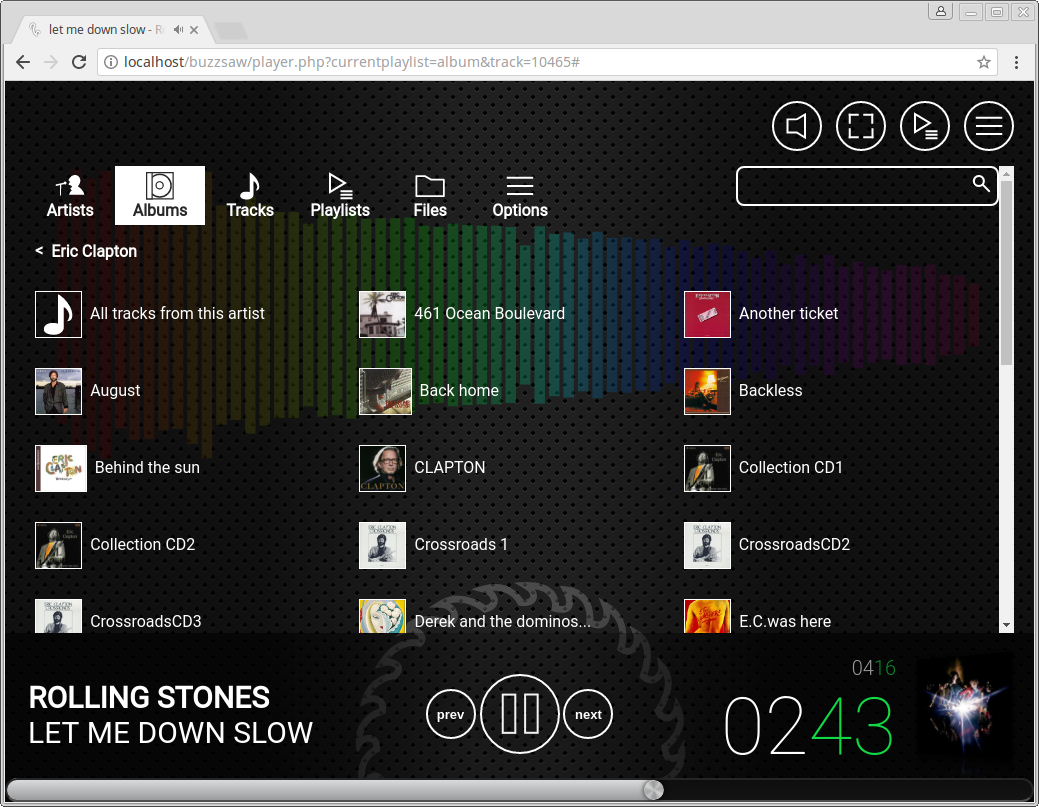 let me down slow - R
localhost/buzzsaw/player.php?currentplaylist=album&track=10465#
Artists Albums Tracks Playlists Files Options
< Eric Clapton
All tracks from this artist 461 Ocean Boulevard Another ticket
August Back home Backless
Behind the sun CLAPTON Collection CD1
Collection CD2 Crossroads 1 CrossroadsCD2
CrossroadsCD3 Derek and the dominos... E.C.was here
ROLLING STONES
LET ME DOWN SLOW
prev next
0416
0243